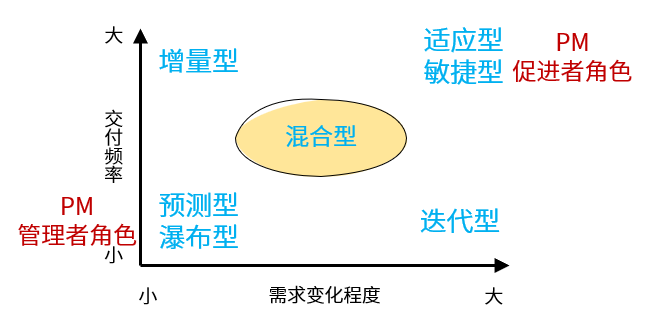 大
增量型
适应型
敏捷型
PM
促进者角色
交付频率
混合型
PM
管理者角色
预测型
瀑布型
迭代型
小
小
需求变化程度
大